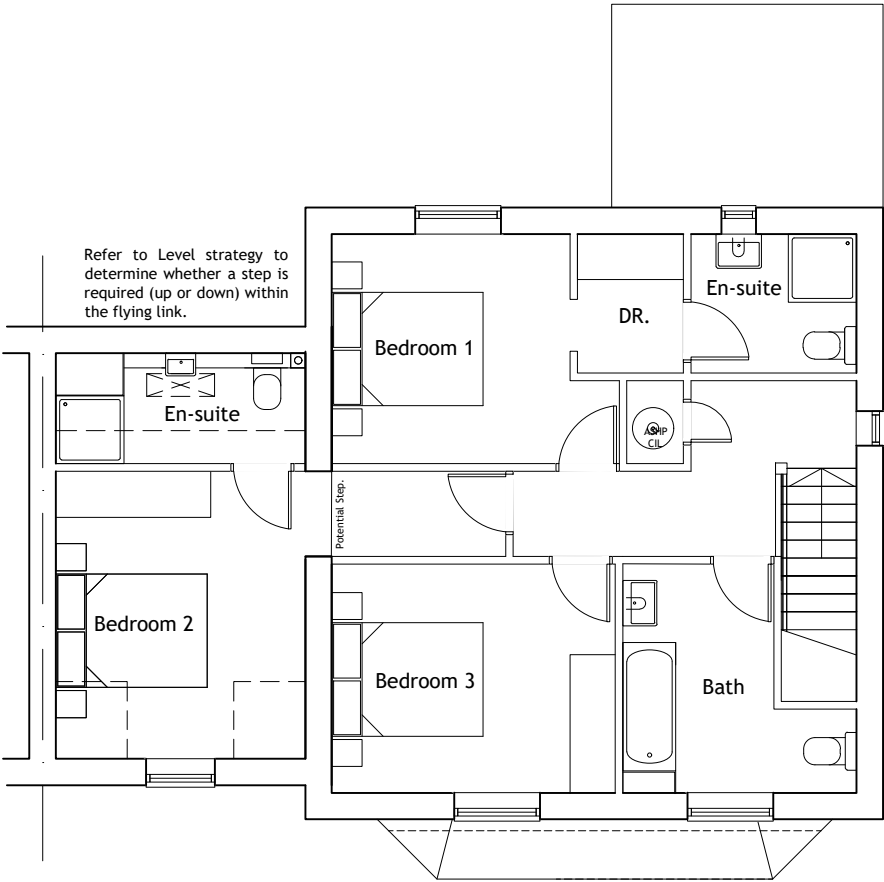 Refer to Level strategy to
determine whether a step is
required (up or down) within
the flying link.
En-suite
DR.
Bedroom 1
En-suite
ASHP
CIL
Potential Step.
Bedroom 2
Bedroom 3
Bath